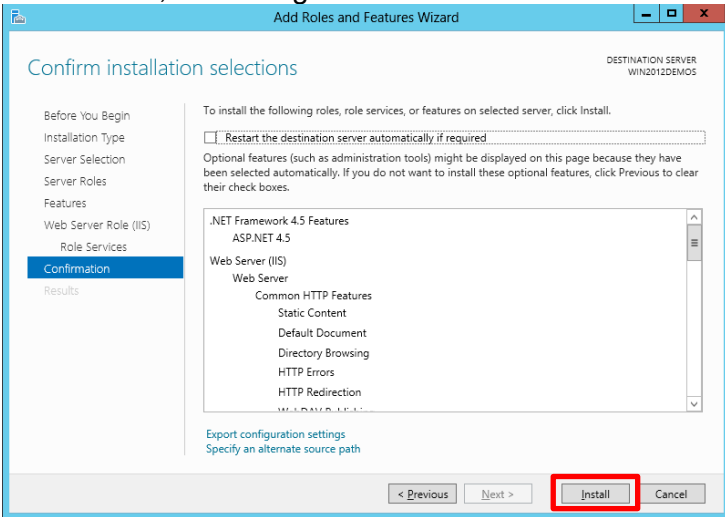 Add Roles and Features Wizard
Confirm installation selections
DESTINATION SERVER
WIN2012DEMOS
Before You Begin
Installation Type
Server Selection
Server Roles
Features
Web Server Role (IIS)
Role Services
Confirmation
Results
To install the following roles, role services, or features on selected server, click Install.
Restart the destination server automatically if required
Optional features (such as administration tools) might be displayed on this page because they have
been selected automatically. If you do not want to install these optional features, click Previous to clear
their check boxes.
.NET Framework 4.5 Features
ASP.NET 4.5
Web Server (IIS)
Web Server
Common HTTP Features
Static Content
Default Document
Directory Browsing
HTTP Errors
HTTP Redirection
Export configuration settings
Specify an alternate source path
< Previous
Next >
Install
Cancel